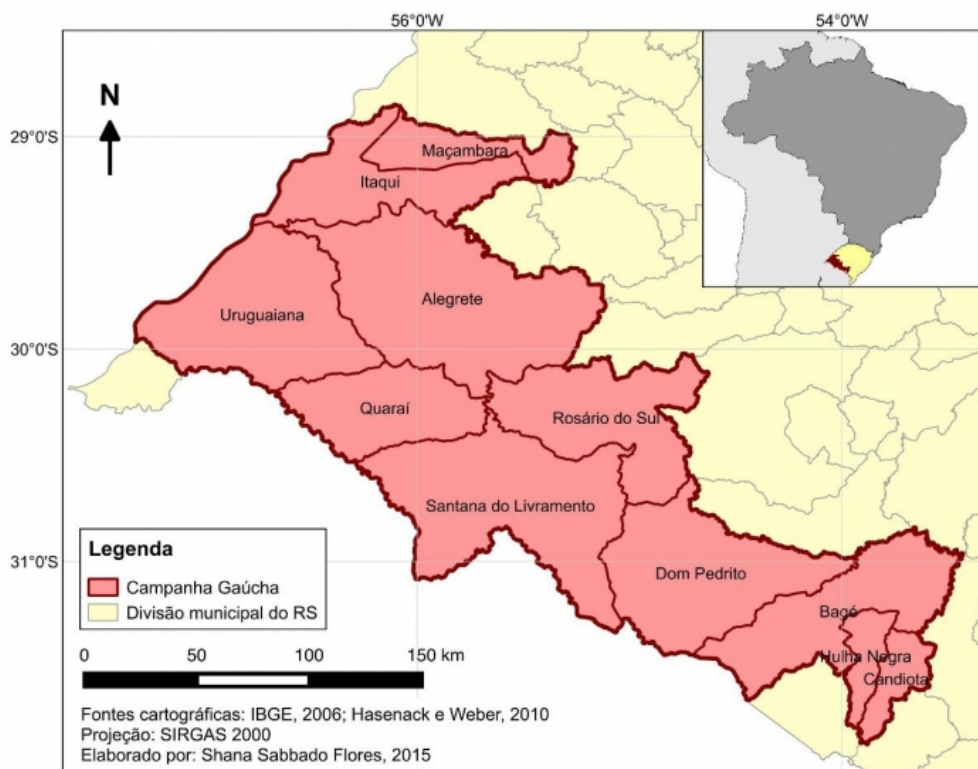 56°0'W
54°0'W
N
29°0'S
Maçambara
Itaqui
Alegrete
Uruguaiana
30°0'S
Quaraí
Rosário do Sul
Santana do Livramento
Legenda
Campanha Gaúcha
Divisão municipal do RS
31°0'S
Dom Pedrito
Bagé
Hulha Negra
Candiota
0 50 100 150 km
Fontes cartográficas: IBGE, 2006; Hasenack e Weber, 2010
Projeção: SIRGAS 2000
Elaborado por: Shana Sabbado Flores, 2015